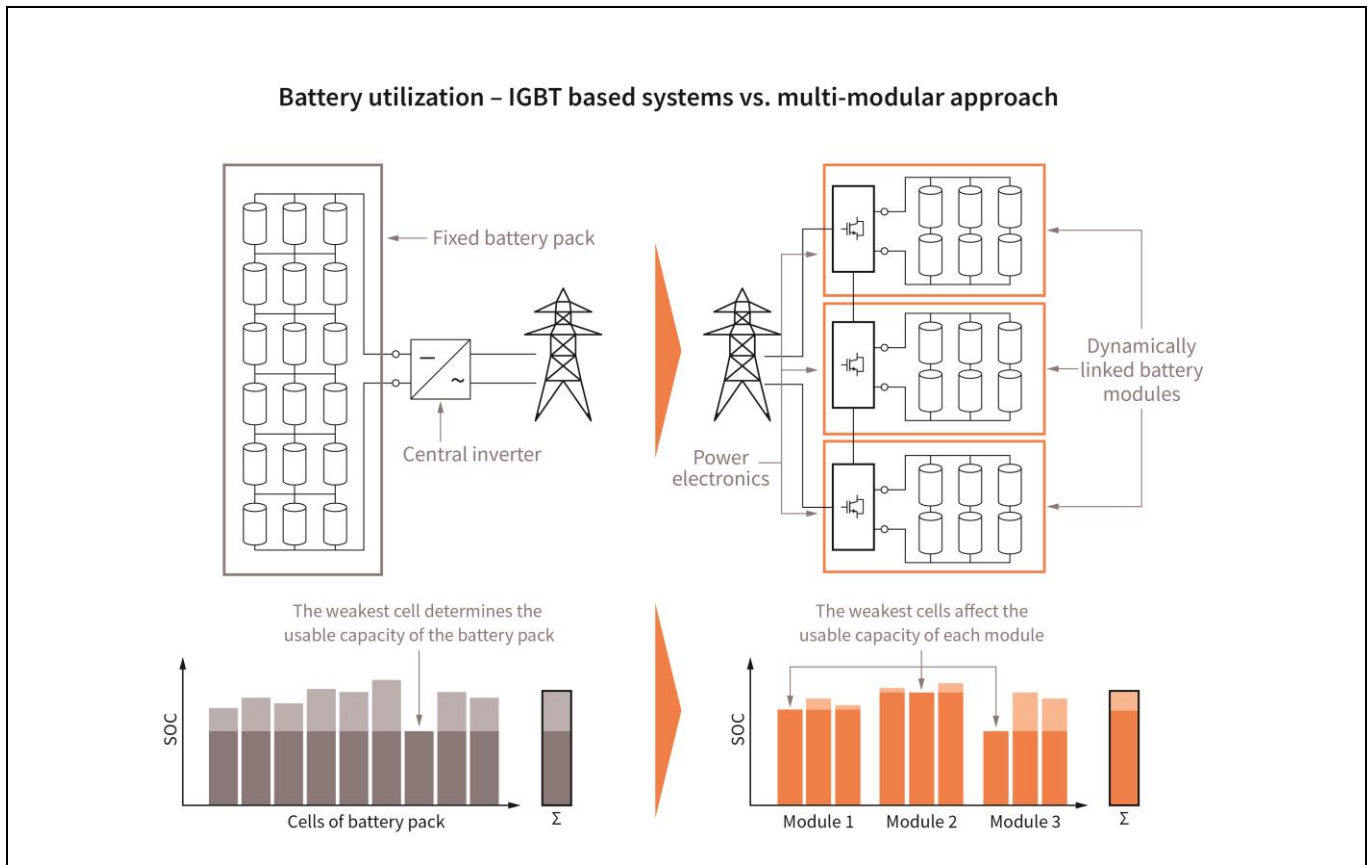 Battery utilization – IGBT based systems vs. multi-modular approach
Fixed battery pack
Central inverter
Power
electronics
Dynamically
linked battery
modules
The weakest cell determines the
usable capacity of the battery pack
SOC
Cells of battery pack
Σ
The weakest cells affect the
usable capacity of each module
SOC
Module 1
Module 2
Module 3
Σ